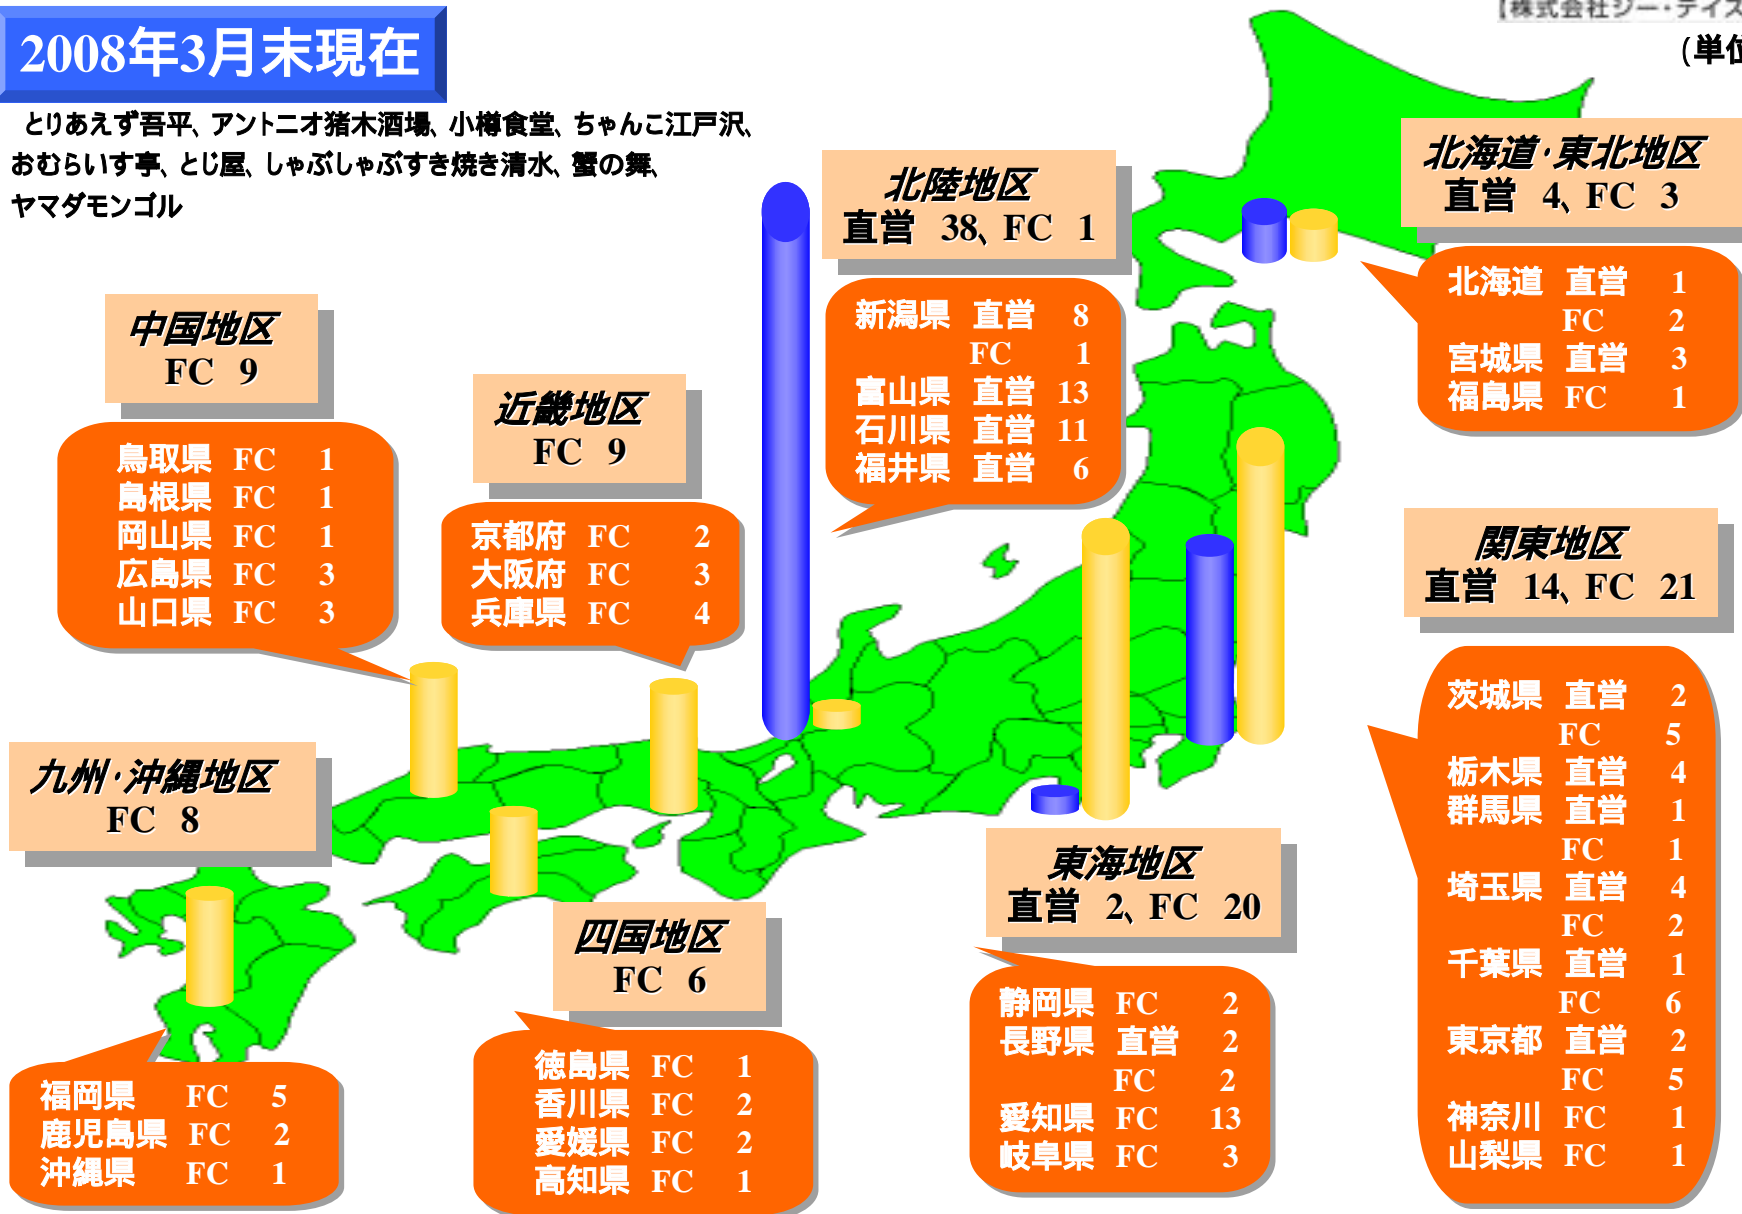 【株式会社ジー・テイス
2008年3月末現在
(単位
とりあえず吾平、アントニオ猪木酒場、小樽食堂、ちゃんこ江戸沢、
おむらいす亭、とじ屋、しゃぶしゃぶすき焼き清水、蟹の舞、
ヤマダモンゴル
北海道・東北地区
直営 4、FC 3
北海道 直営 1
FC 2
宮城県 直営 3
福島県 FC 1
北陸地区
直営 38、FC 1
新潟県 直営 8
FC 1
富山県 直営 13
石川県 直営 11
福井県 直営 6
中国地区
FC 9
鳥取県 FC 1
島根県 FC 1
岡山県 FC 1
広島県 FC 3
山口県 FC 3
近畿地区
FC 9
京都府 FC 2
大阪府 FC 3
兵庫県 FC 4
関東地区
直営 14、FC 21
茨城県 直営 2
FC 5
栃木県 直営 4
群馬県 直営 1
FC 1
埼玉県 直営 4
FC 2
千葉県 直営 1
FC 6
東京都 直営 2
FC 5
神奈川 FC 1
山梨県 FC 1
九州・沖縄地区
FC 8
福岡県 FC 5
鹿児島県 FC 2
沖縄県 FC 1
四国地区
FC 6
徳島県 FC 1
香川県 FC 2
愛媛県 FC 2
高知県 FC 1
東海地区
直営 2、FC 20
静岡県 FC 2
長野県 直営 2
FC 2
愛知県 FC 13
岐阜県 FC 3